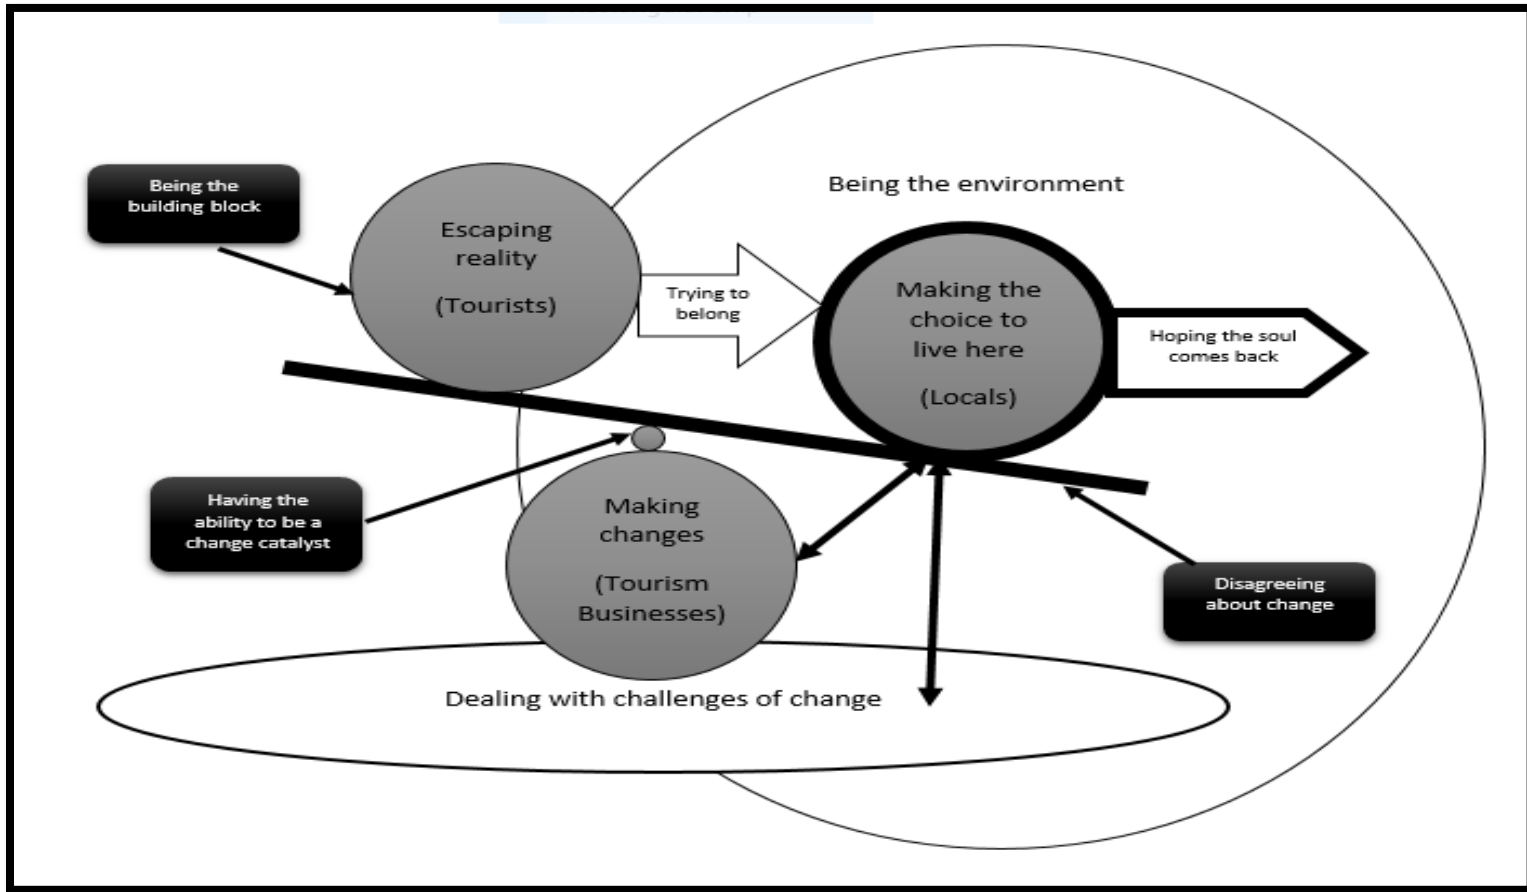 Being the environment
Being the
building block
Escaping
reality
(Tourists)
Trying to
belong
Making the
choice to
live here
(Locals)
Hoping the soul
comes back
Having the
ability to be a
change catalyst
Making
changes
(Tourism
Businesses)
Disagreeing
about change
Dealing with challenges of change